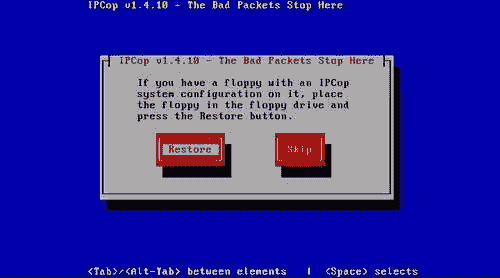 IPCop v1.4.10 - The Bad Packets Stop Here
IPCop v1.4.10 - The Bad Packets Stop Here
If you have a floppy with an IPCop
system configuration on it, place
the floppy in the floppy drive and
press the Restore button.
Restore Skip
<Tab>/<Alt-Tab> between elements | <Space> selects